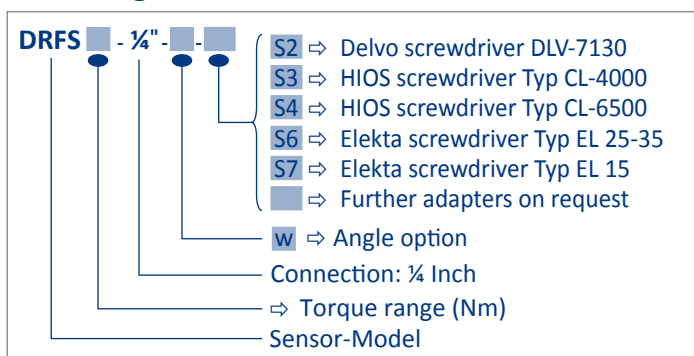 DRFS - ¼" - -
S2 ⇨ Delvo screwdriver DLV-7130
S3 ⇨ HIOS screwdriver Typ CL-4000
S4 ⇨ HIOS screwdriver Typ CL-6500
S6 ⇨ Elekta screwdriver Typ EL 25-35
S7 ⇨ Elekta screwdriver Typ EL 15
⇨ Further adapters on request
w ⇨ Angle option
Connection: ¼ Inch
⇨ Torque range (Nm)
Sensor-Model